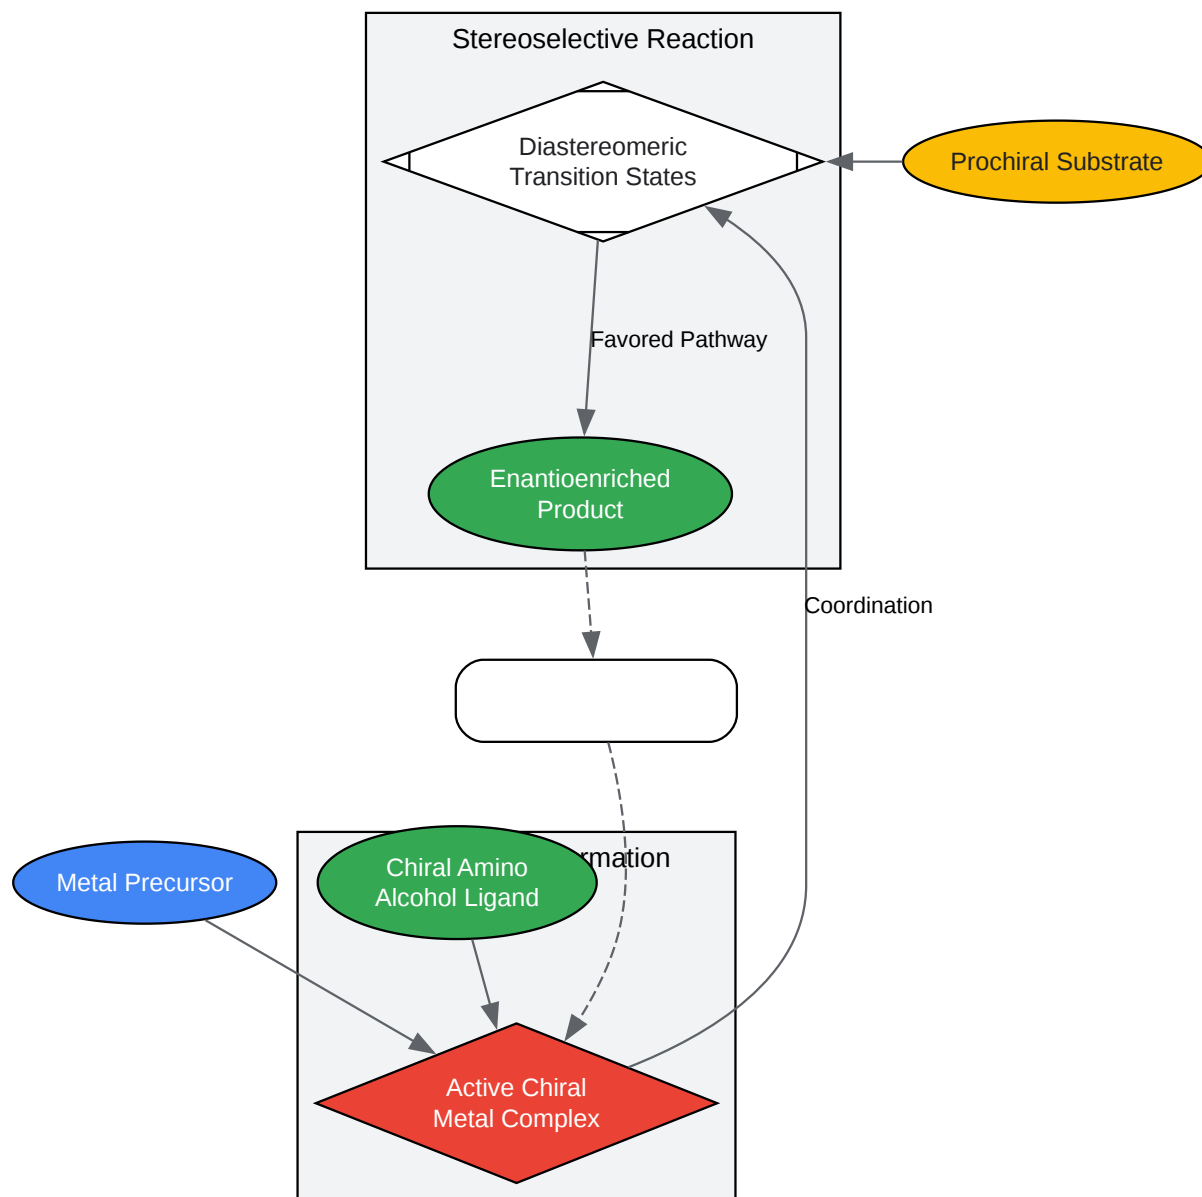 Stereoselective Reaction
Diastereomeric
Transition States
Prochiral Substrate
Favored Pathway
Enantioenriched
Product
Coordination
Metal Precursor
Chiral Amino
Alcohol Ligand
Active Chiral
Metal Complex